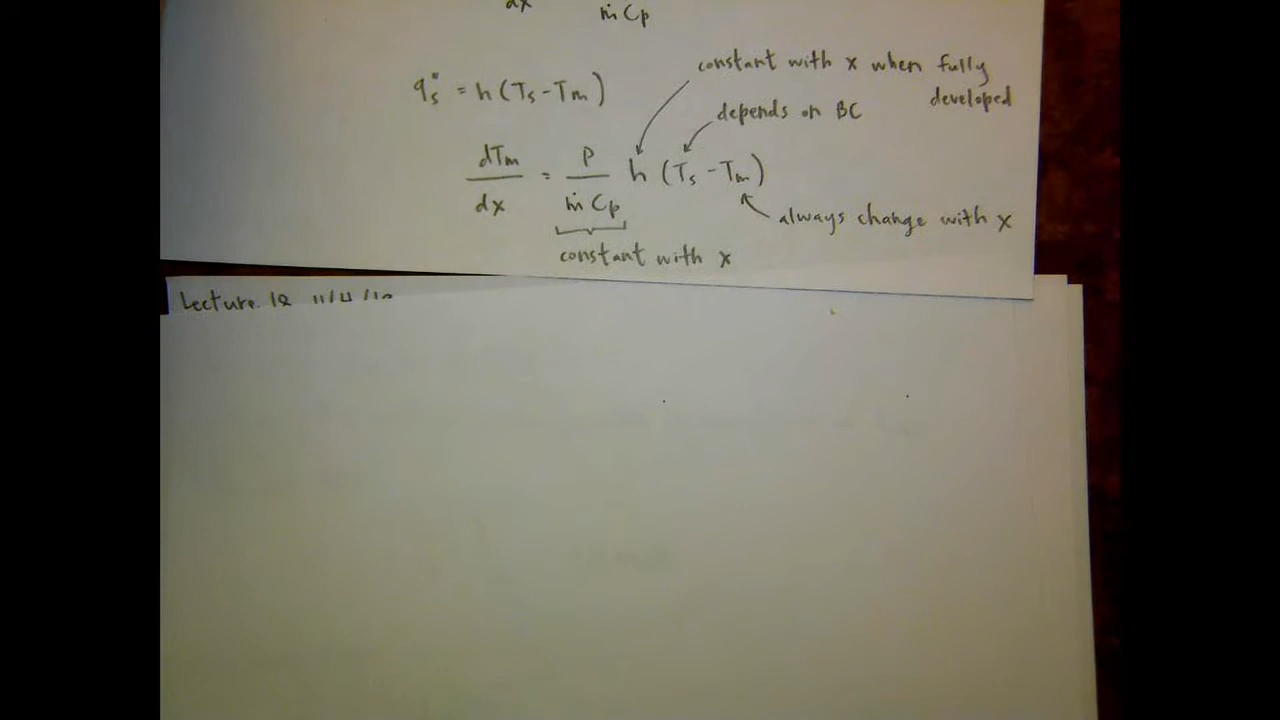 dx ṁ Cp
q″s = h (Ts - Tm)
constant with x when fully developed
depends on BC
dTm/dx = P/ṁ Cp h (Ts - Tm)
always change with x
constant with x
Lecture